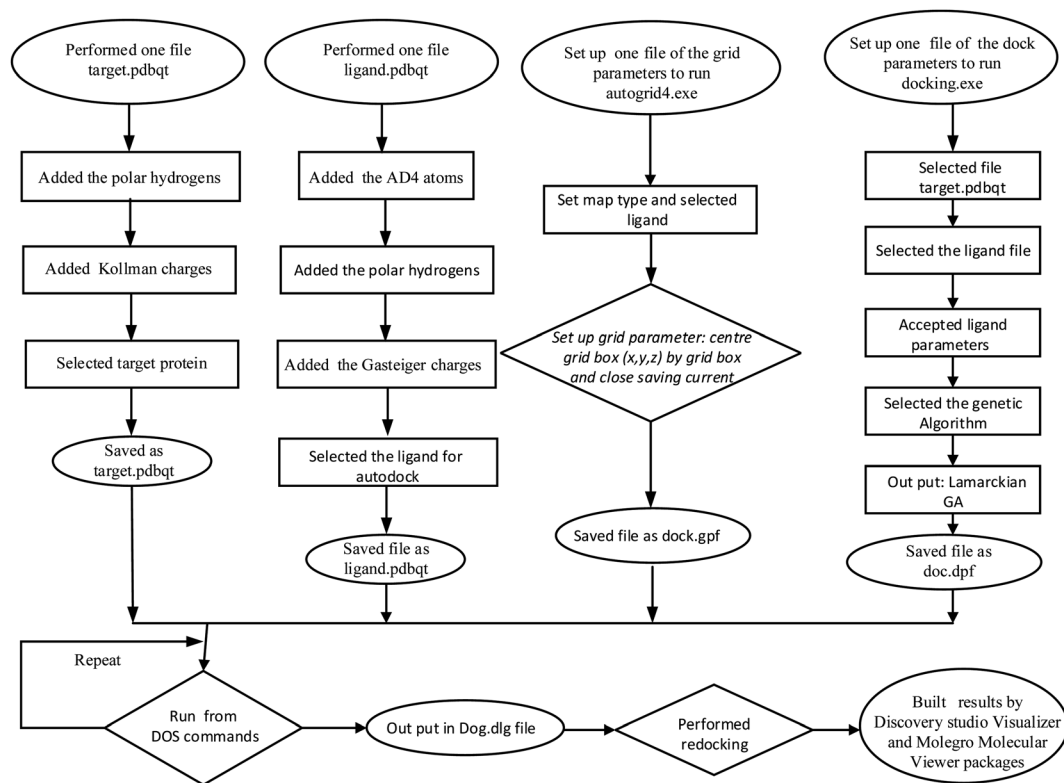 Performed one file
target.pdbqt
Added the polar hydrogens
Added Kollman charges
Selected target protein
Saved as
target.pdbqt
Performed one file
ligand.pdbqt
Added the AD4 atoms
Added the polar hydrogens
Added the Gasteiger charges
Selected the ligand for
autodock
Saved file as
ligand.pdbqt
Set up one file of the grid
parameters to run
autogrid4.exe
Set map type and selected
ligand
Set up grid parameter: centre
grid box (x,y,z) by grid box
and close saving current
Saved file as dock.gpf
Set up one file of the dock
parameters to run
docking.exe
Selected file
target.pdbqt
Selected the ligand file
Accepted ligand
parameters
Selected the genetic
Algorithm
Out put: Lamarckian
GA
Saved file as
doc.dpf
Repeat
Run from
DOS commands
Out put in Dog.dlg file
Performed
redocking
Built results by
Discovery studio Visualizer
and Molegro Molecular
Viewer packages